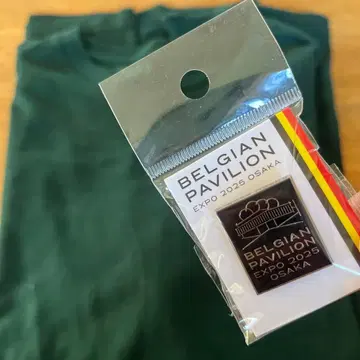 BELGIAN
PAVILION
EXPO 2025 OSAKA
BELGIAN
PAVILION
EXPO 2025
OSAKA